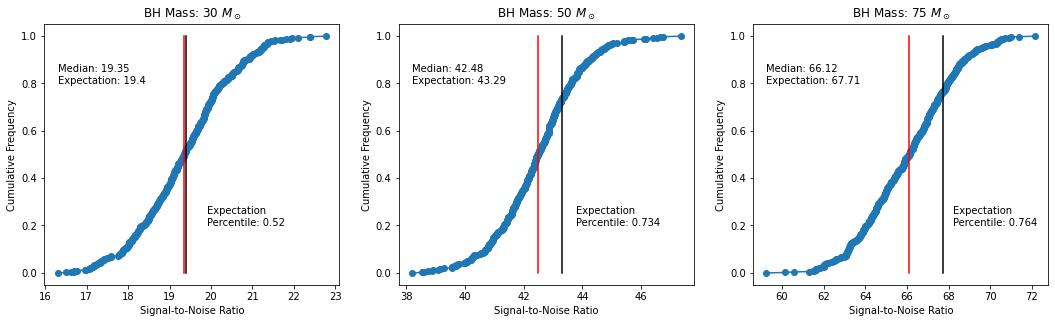 BH Mass: 30 M⊙
1.0
0.8
0.6
0.4
0.2
0.0
Cumulative Frequency
Median: 19.35
Expectation: 19.4
Expectation
Percentile: 0.52
16 17 18 19 20 21 22 23
Signal-to-Noise Ratio
BH Mass: 50 M⊙
1.0
0.8
0.6
0.4
0.2
0.0
Cumulative Frequency
Median: 42.48
Expectation: 43.29
Expectation
Percentile: 0.734
38 40 42 44 46
Signal-to-Noise Ratio
BH Mass: 75 M⊙
1.0
0.8
0.6
0.4
0.2
0.0
Cumulative Frequency
Median: 66.12
Expectation: 67.71
Expectation
Percentile: 0.764
60 62 64 66 68 70 72
Signal-to-Noise Ratio